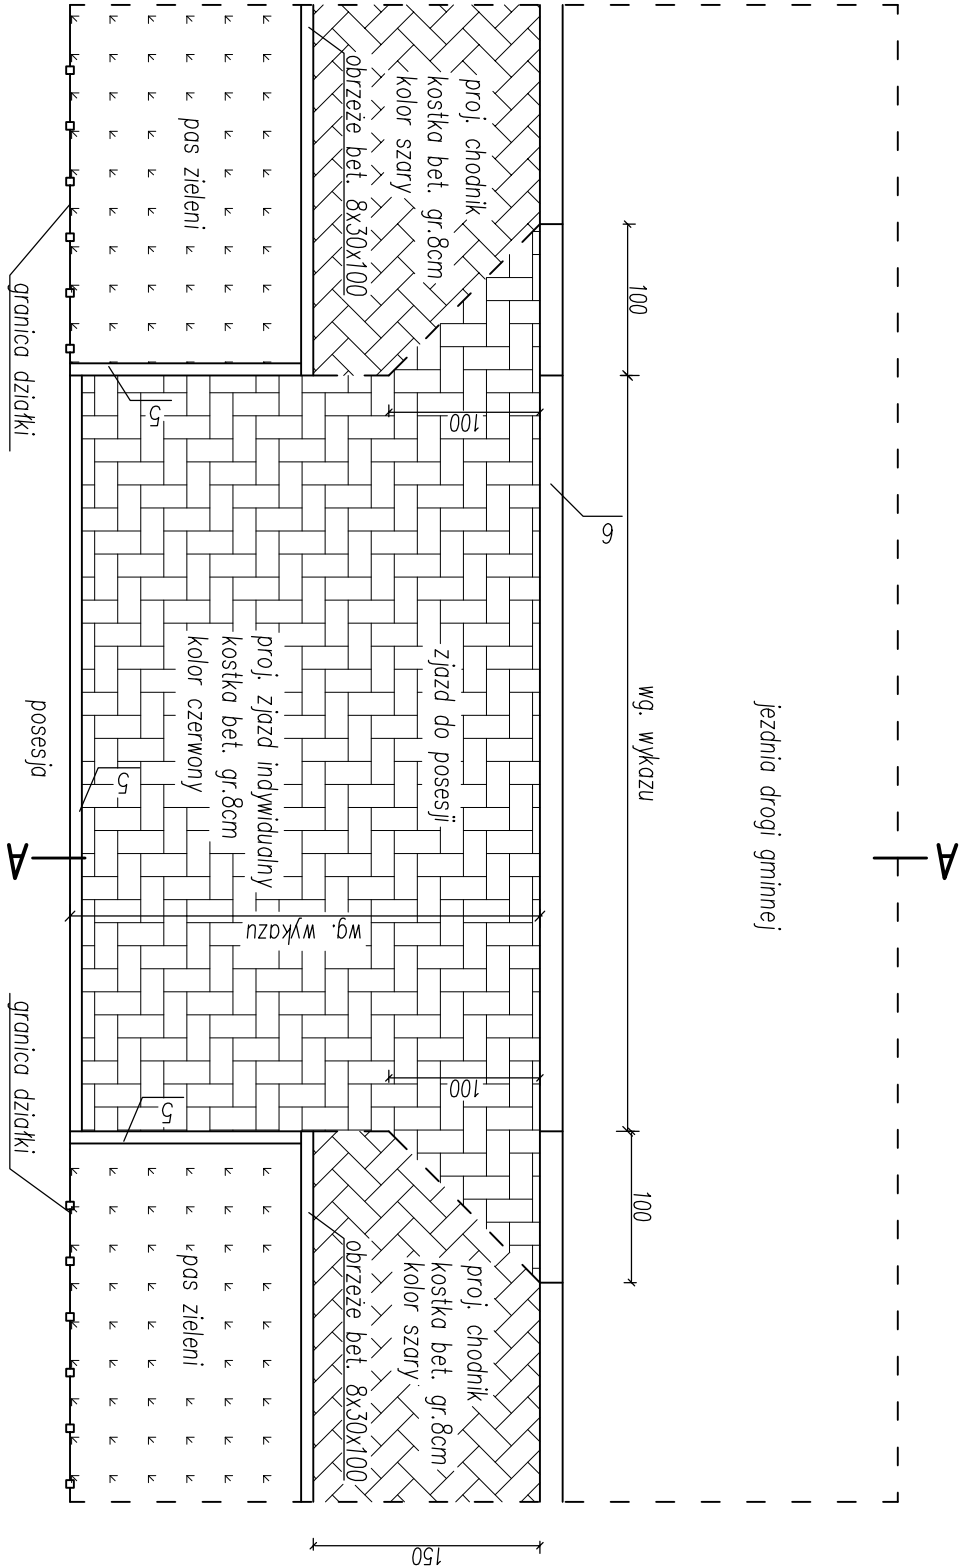 A
jezdnia drogi gminnej
100
wg. wykazu
100
6
proj. chodnik
kostka bet. gr.8cm
kolor szary
obrzeże bet. 8x30x100
100
zjazd do posesji
100
proj. chodnik
kostka bet. gr.8cm
kolor szary
obrzeże bet. 8x30x100
150
proj. zjazd indywidualny
kostka bet. gr.8cm
kolor czerwony
wg. wykazu
pas zieleni
5
5
5
pas zieleni
granica działki
posesja
A
granica działki